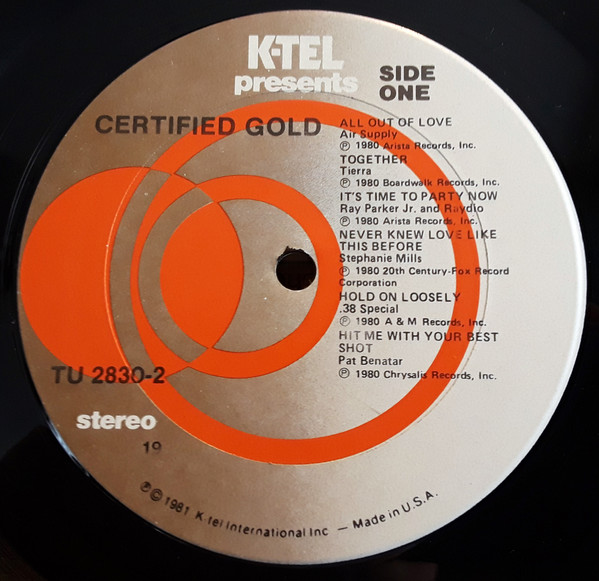 K-TEL
presents
SIDE
ONE
CERTIFIED GOLD
ALL OUT OF LOVE
Air Supply
℗ 1980 Arista Records, Inc.
TOGETHER
Tierra
℗ 1980 Boardwalk Records, Inc.
IT'S TIME TO PARTY NOW
Ray Parker Jr. and Raydio
℗ 1980 Arista Records, Inc.
NEVER KNEW LOVE LIKE
THIS BEFORE
Stephanie Mills
℗ 1980 20th Century-Fox Record
Corporation
HOLD ON LOOSELY
.38 Special
℗ 1980 A & M Records, Inc.
HIT ME WITH YOUR BEST
SHOT
Pat Benatar
℗ 1980 Chrysalis Records, Inc.
TU 2830-2
stereo
19
℗©1981 K-tel International Inc — Made in U.S.A.